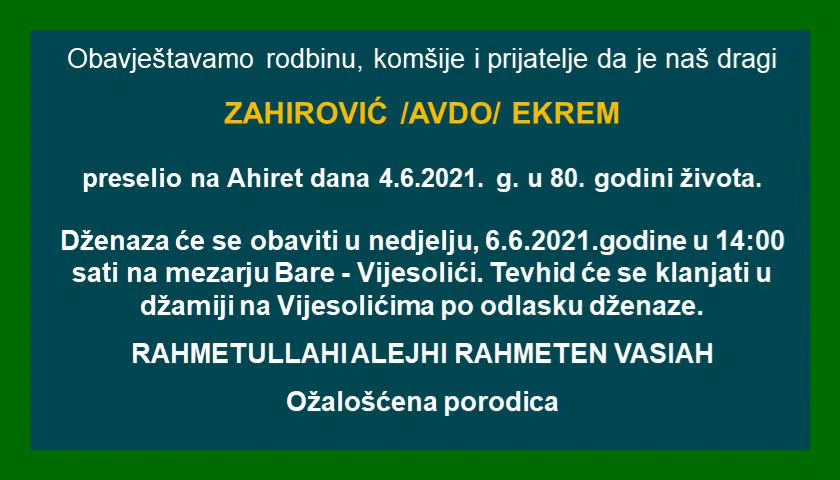 Obavještavamo rodbinu, komšije i prijatelje da je naš dragi
ZAHIROVIĆ /AVDO/ EKREM
preselio na Ahiret dana 4.6.2021. g. u 80. godini života.
Dženaza će se obaviti u nedjelju, 6.6.2021.godine u 14:00
sati na mezarju Bare - Vijesolići. Tevhid će se klanjati u
džamiji na Vijesolićima po odlasku dženaze.
RAHMETULLAHI ALEJHI RAHMETEN VASIAH
Ožalošćena porodica